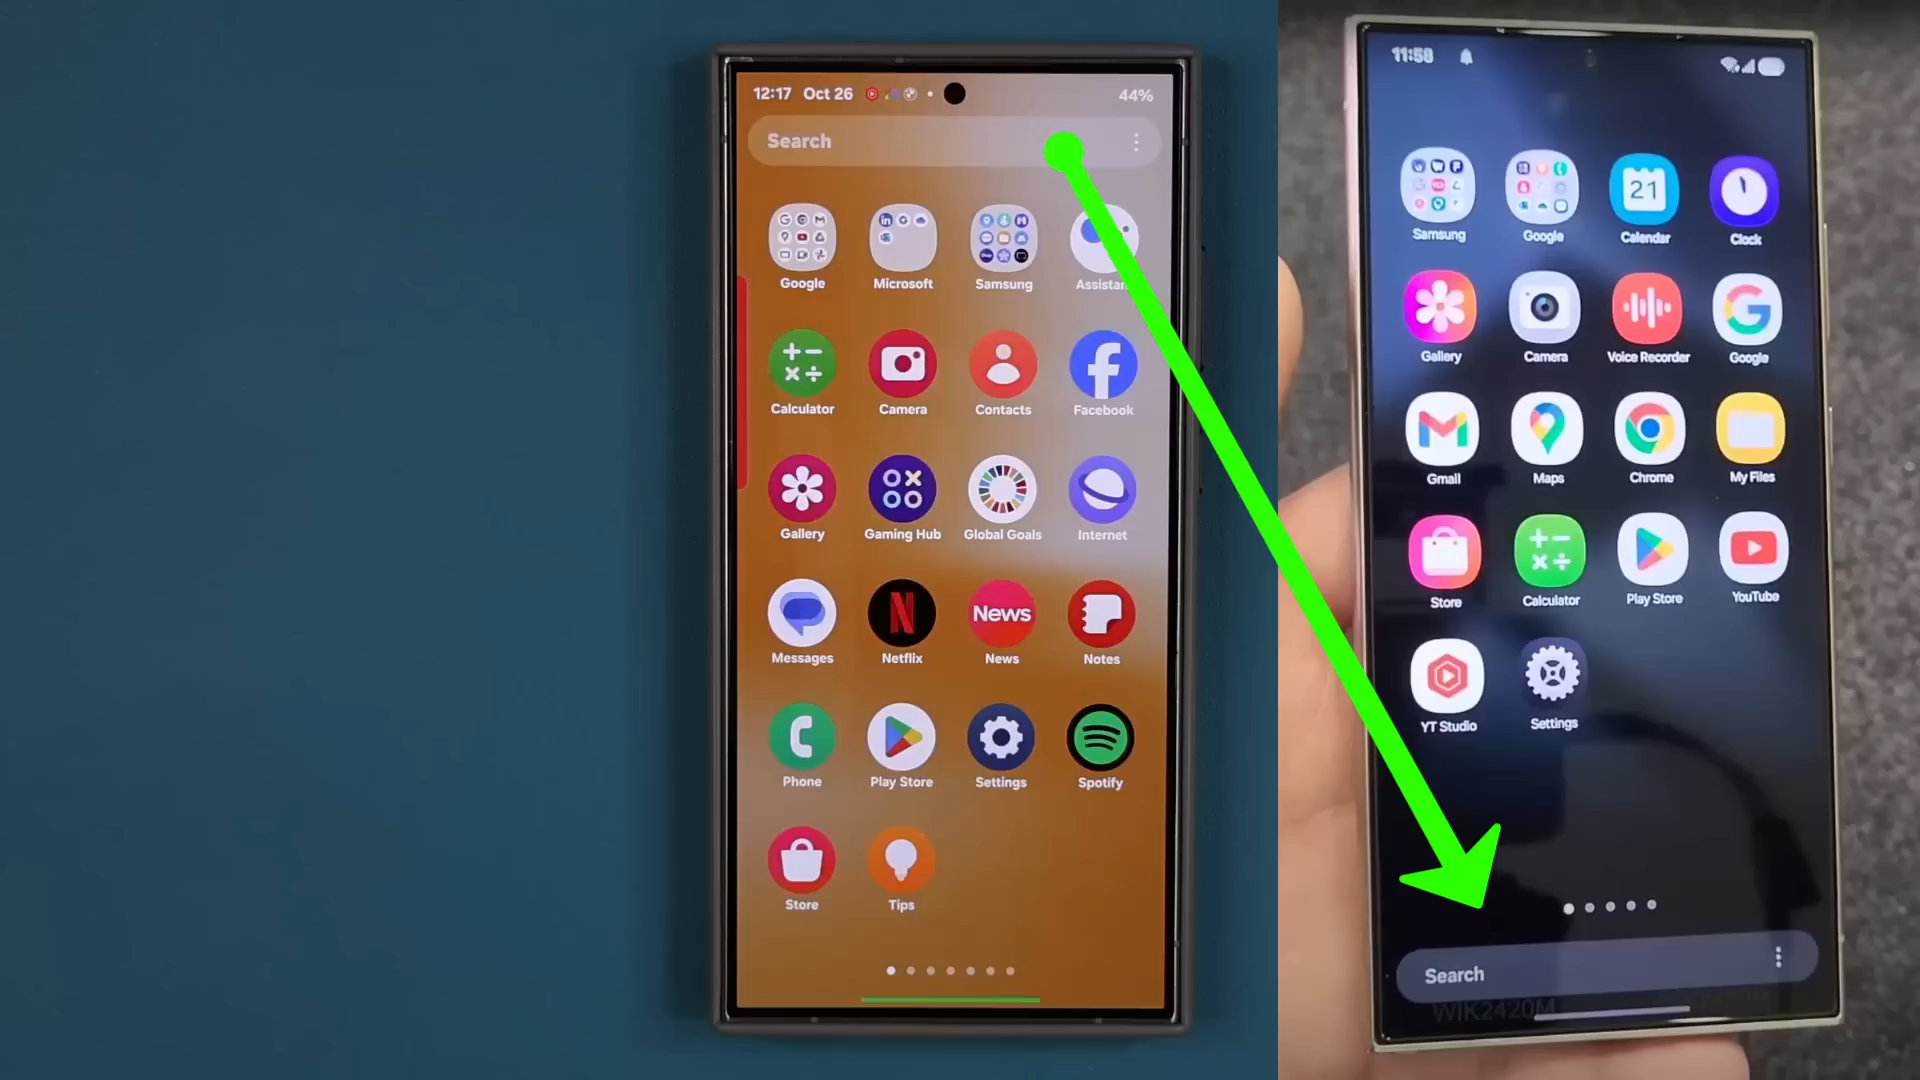 12:17 Oct 26
44%
Search
Google
Microsoft
Samsung
Assistant
Calculator
Camera
Contacts
Facebook
Gallery
Gaming Hub
Global Goals
Internet
Messages
Netflix
News
News
Notes
Phone
Play Store
Settings
Spotify
Store
Tips
11:58
21
Samsung
Google
Calendar
Clock
Gallery
Camera
Voice Recorder
Google
Gmail
Maps
Chrome
My Files
Store
Calculator
Play Store
YouTube
YT Studio
Settings
Search
WIK2420M